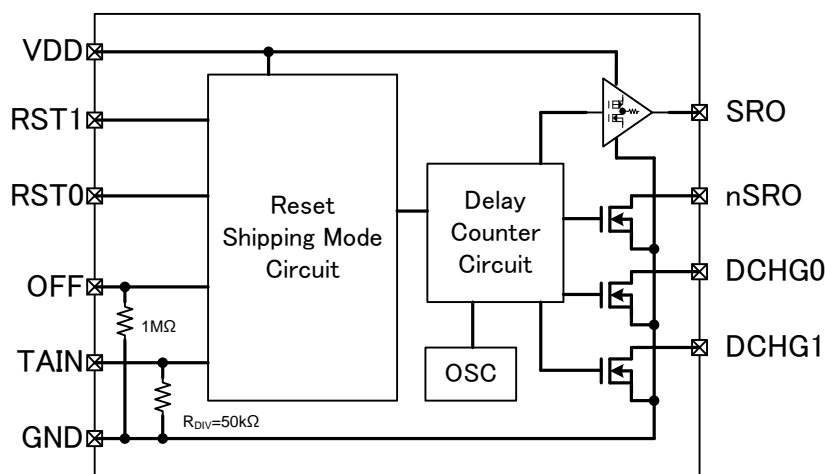 VDD
RST1
RST0
OFF
TAIN
GND
1MΩ
RDIV=50kΩ
Reset
Shipping Mode
Circuit
Delay
Counter
Circuit
OSC
SRO
nSRO
DCHG0
DCHG1